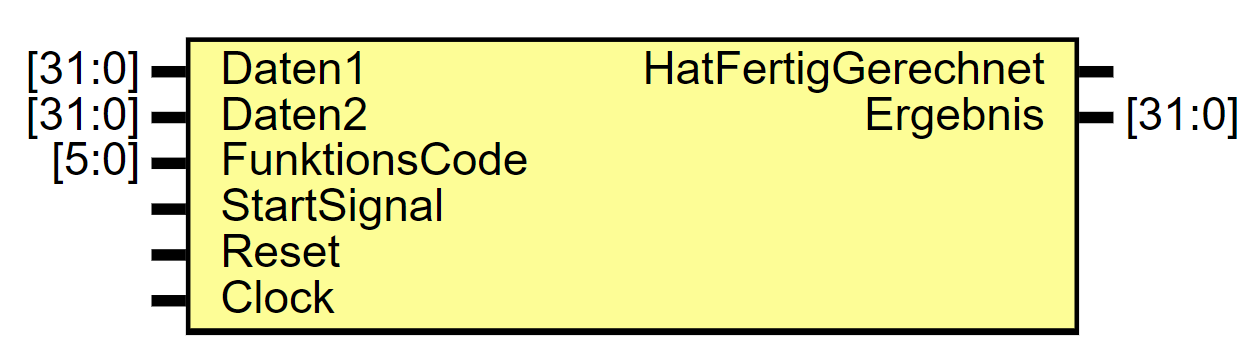 [31:0] Daten1 HatFertigGerechnet
[31:0] Daten2 Ergebnis [31:0]
[5:0] FunktionsCode
StartSignal
Reset
Clock